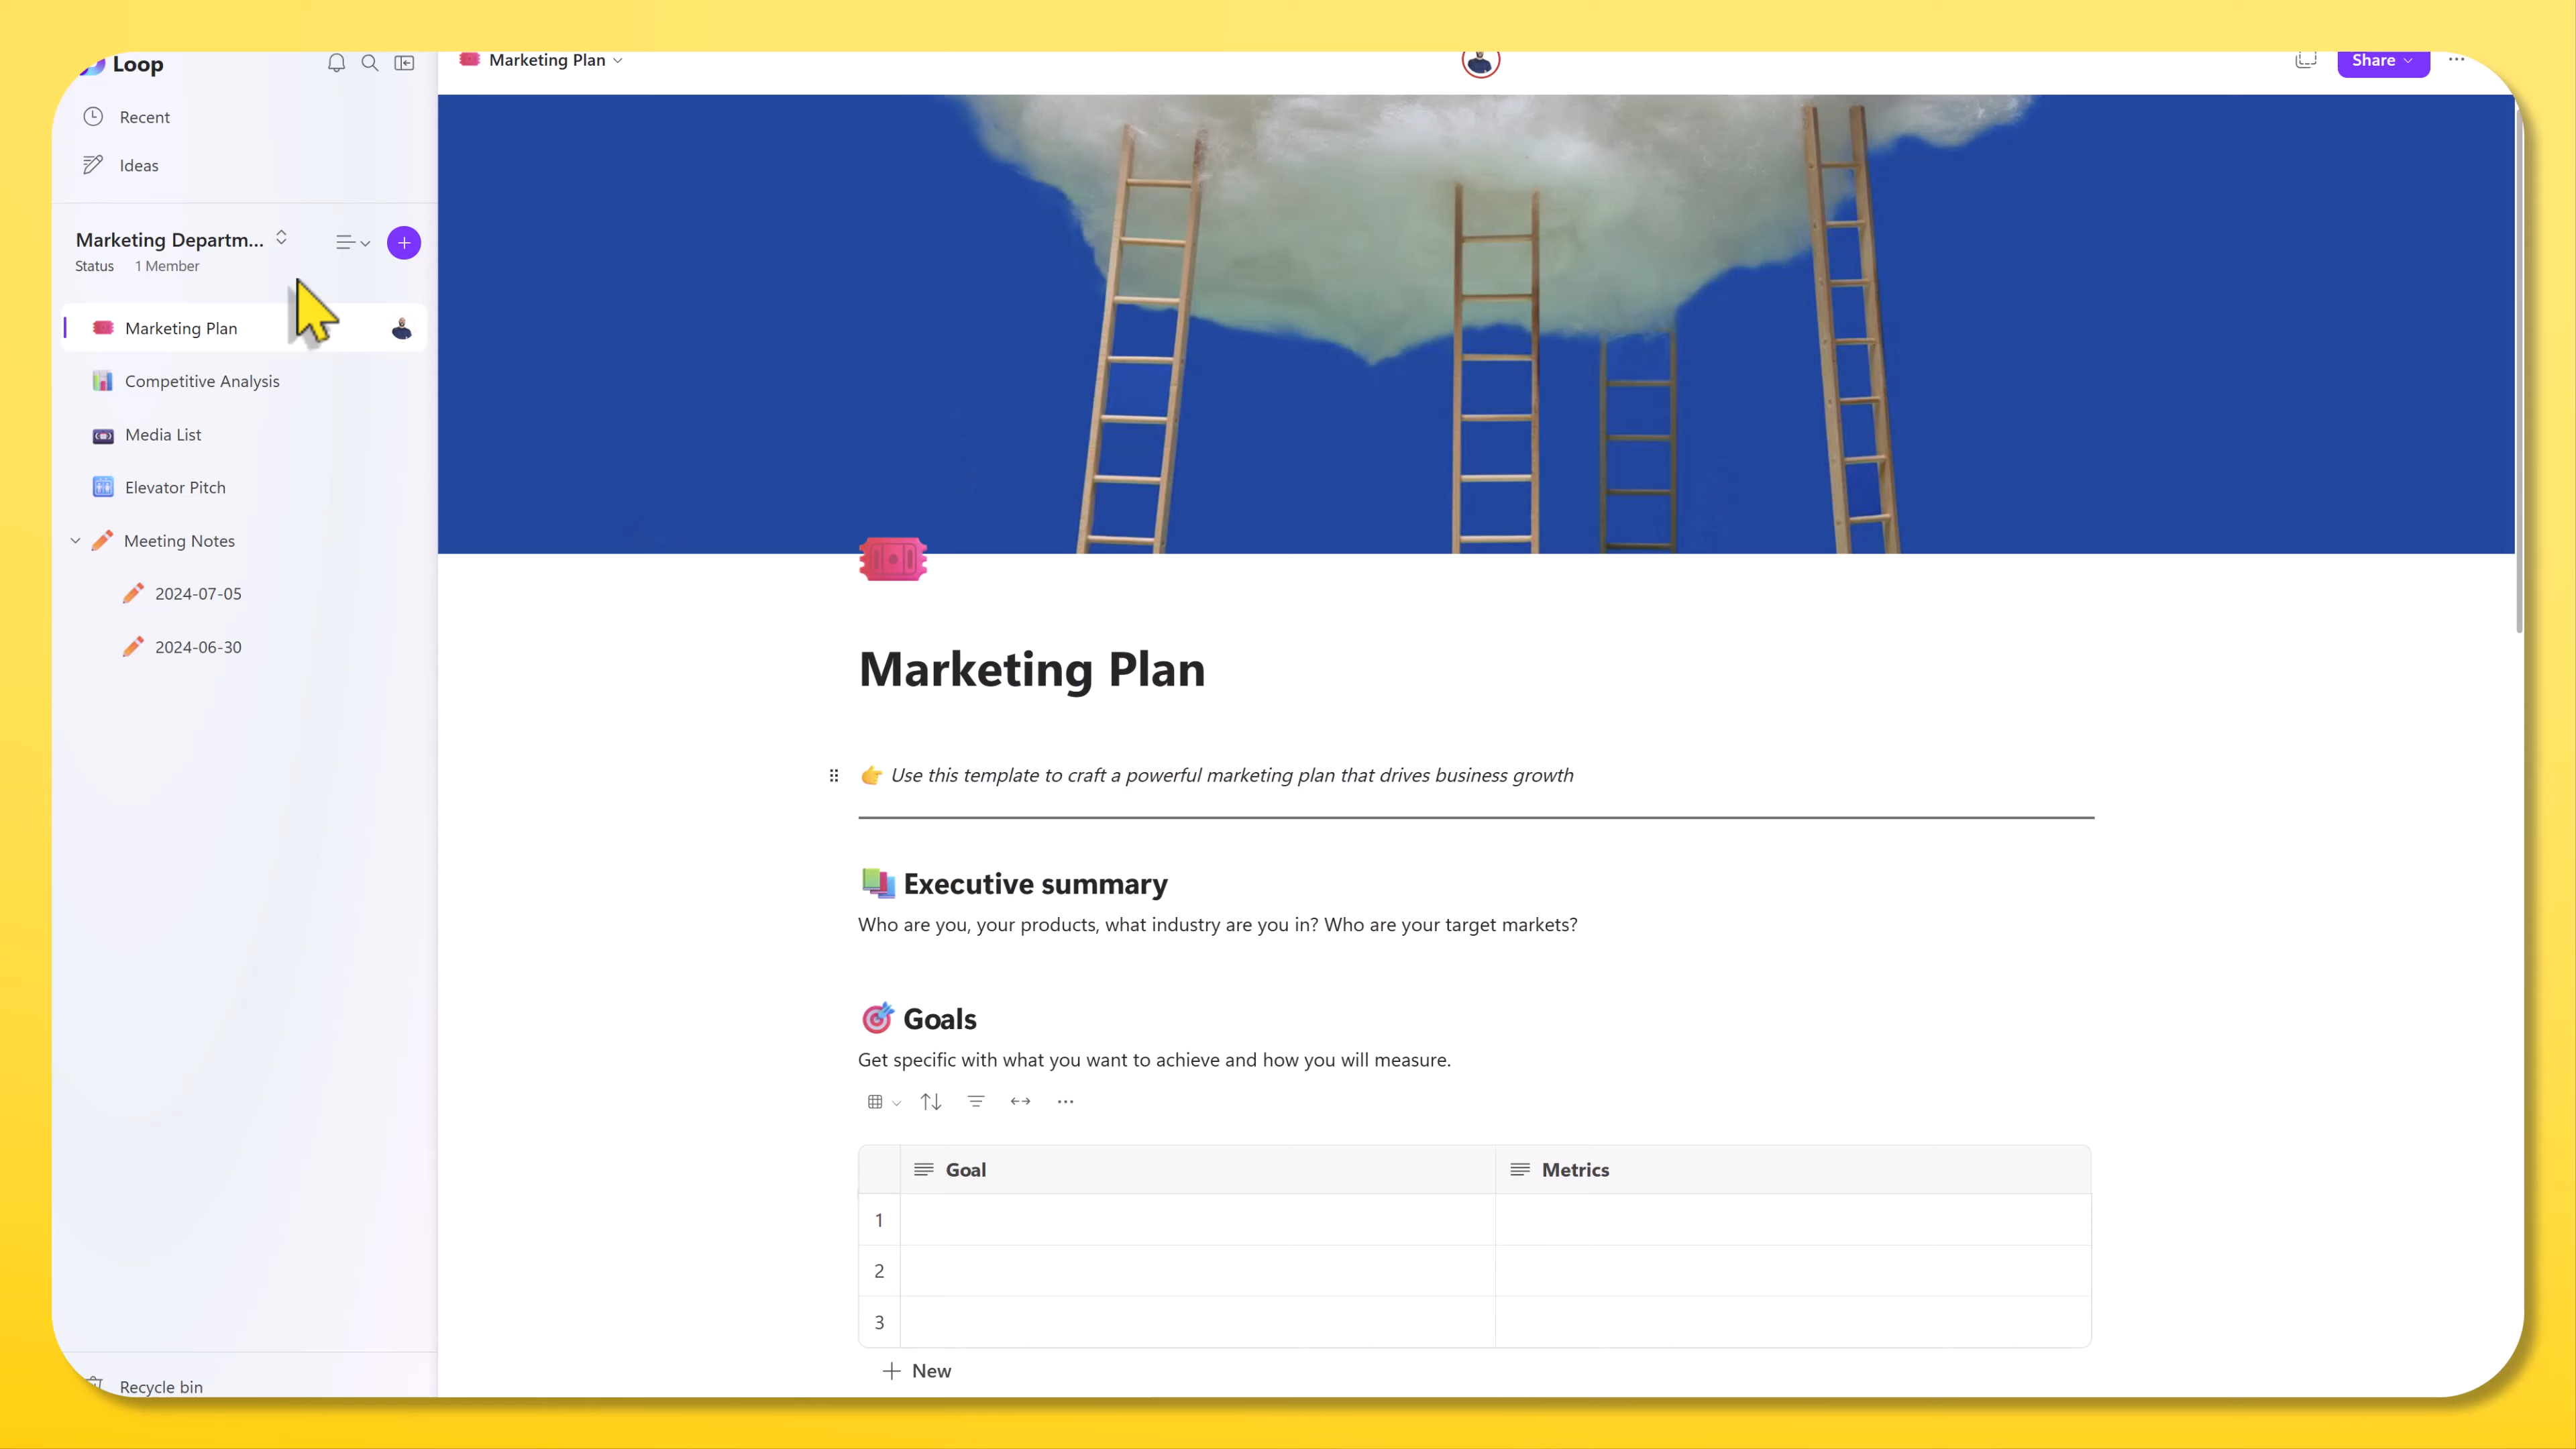 Loop
Recent
Ideas
Marketing Departm...
Status 1 Member
Marketing Plan
Competitive Analysis
Media List
Elevator Pitch
Meeting Notes
2024-07-05
2024-06-30
Recycle bin
Marketing Plan
Share
Marketing Plan
Use this template to craft a powerful marketing plan that drives business growth
Executive summary
Who are you, your products, what industry are you in? Who are your target markets?
Goals
Get specific with what you want to achieve and how you will measure.
Goal Metrics
1
2
3
New